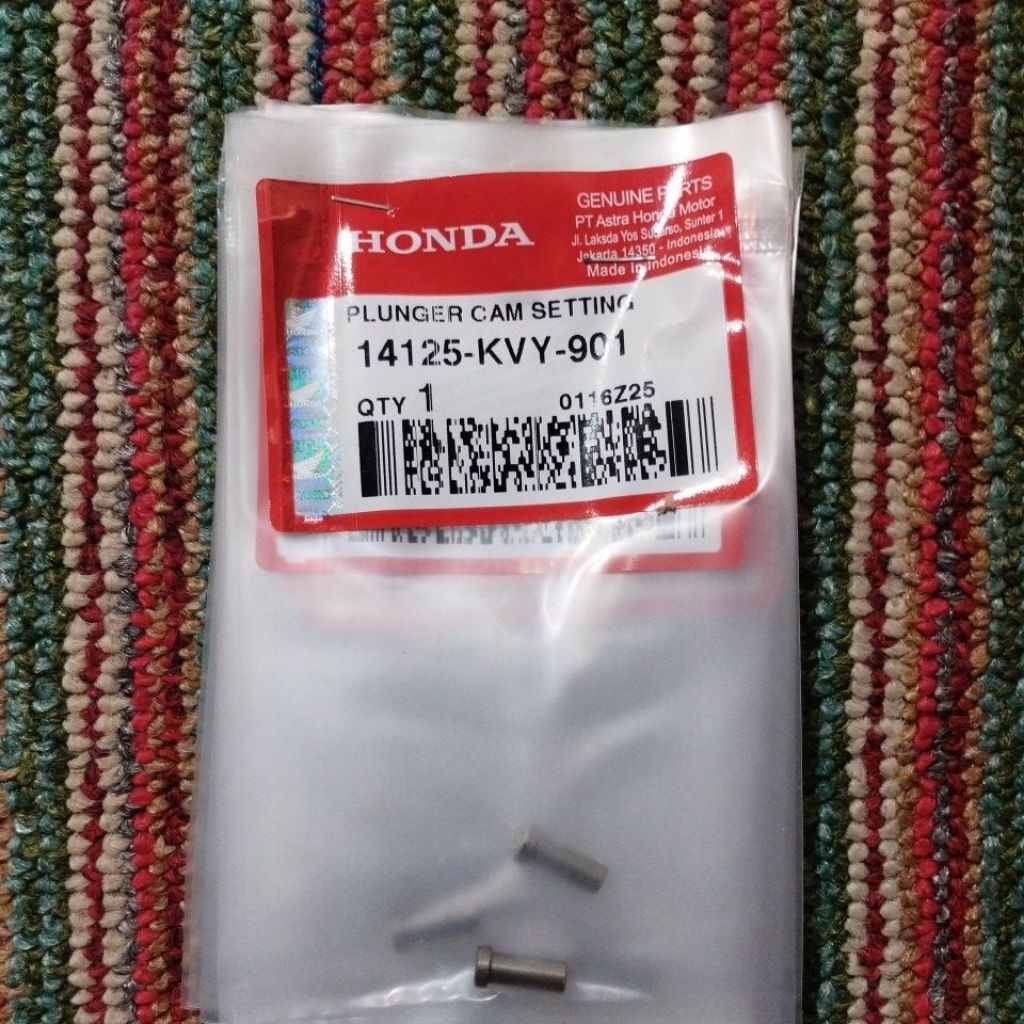 HONDA
GENUINE PARTS
PT Astra Honda Motor
Jl. Laksda Yos Sudarso, Sunter 1
Jakarta 14350 - Indonesia
Made in Indonesia
PLUNGER CAM SETTING
14125-KVY-901
QTY 1 0116Z25
HONDA